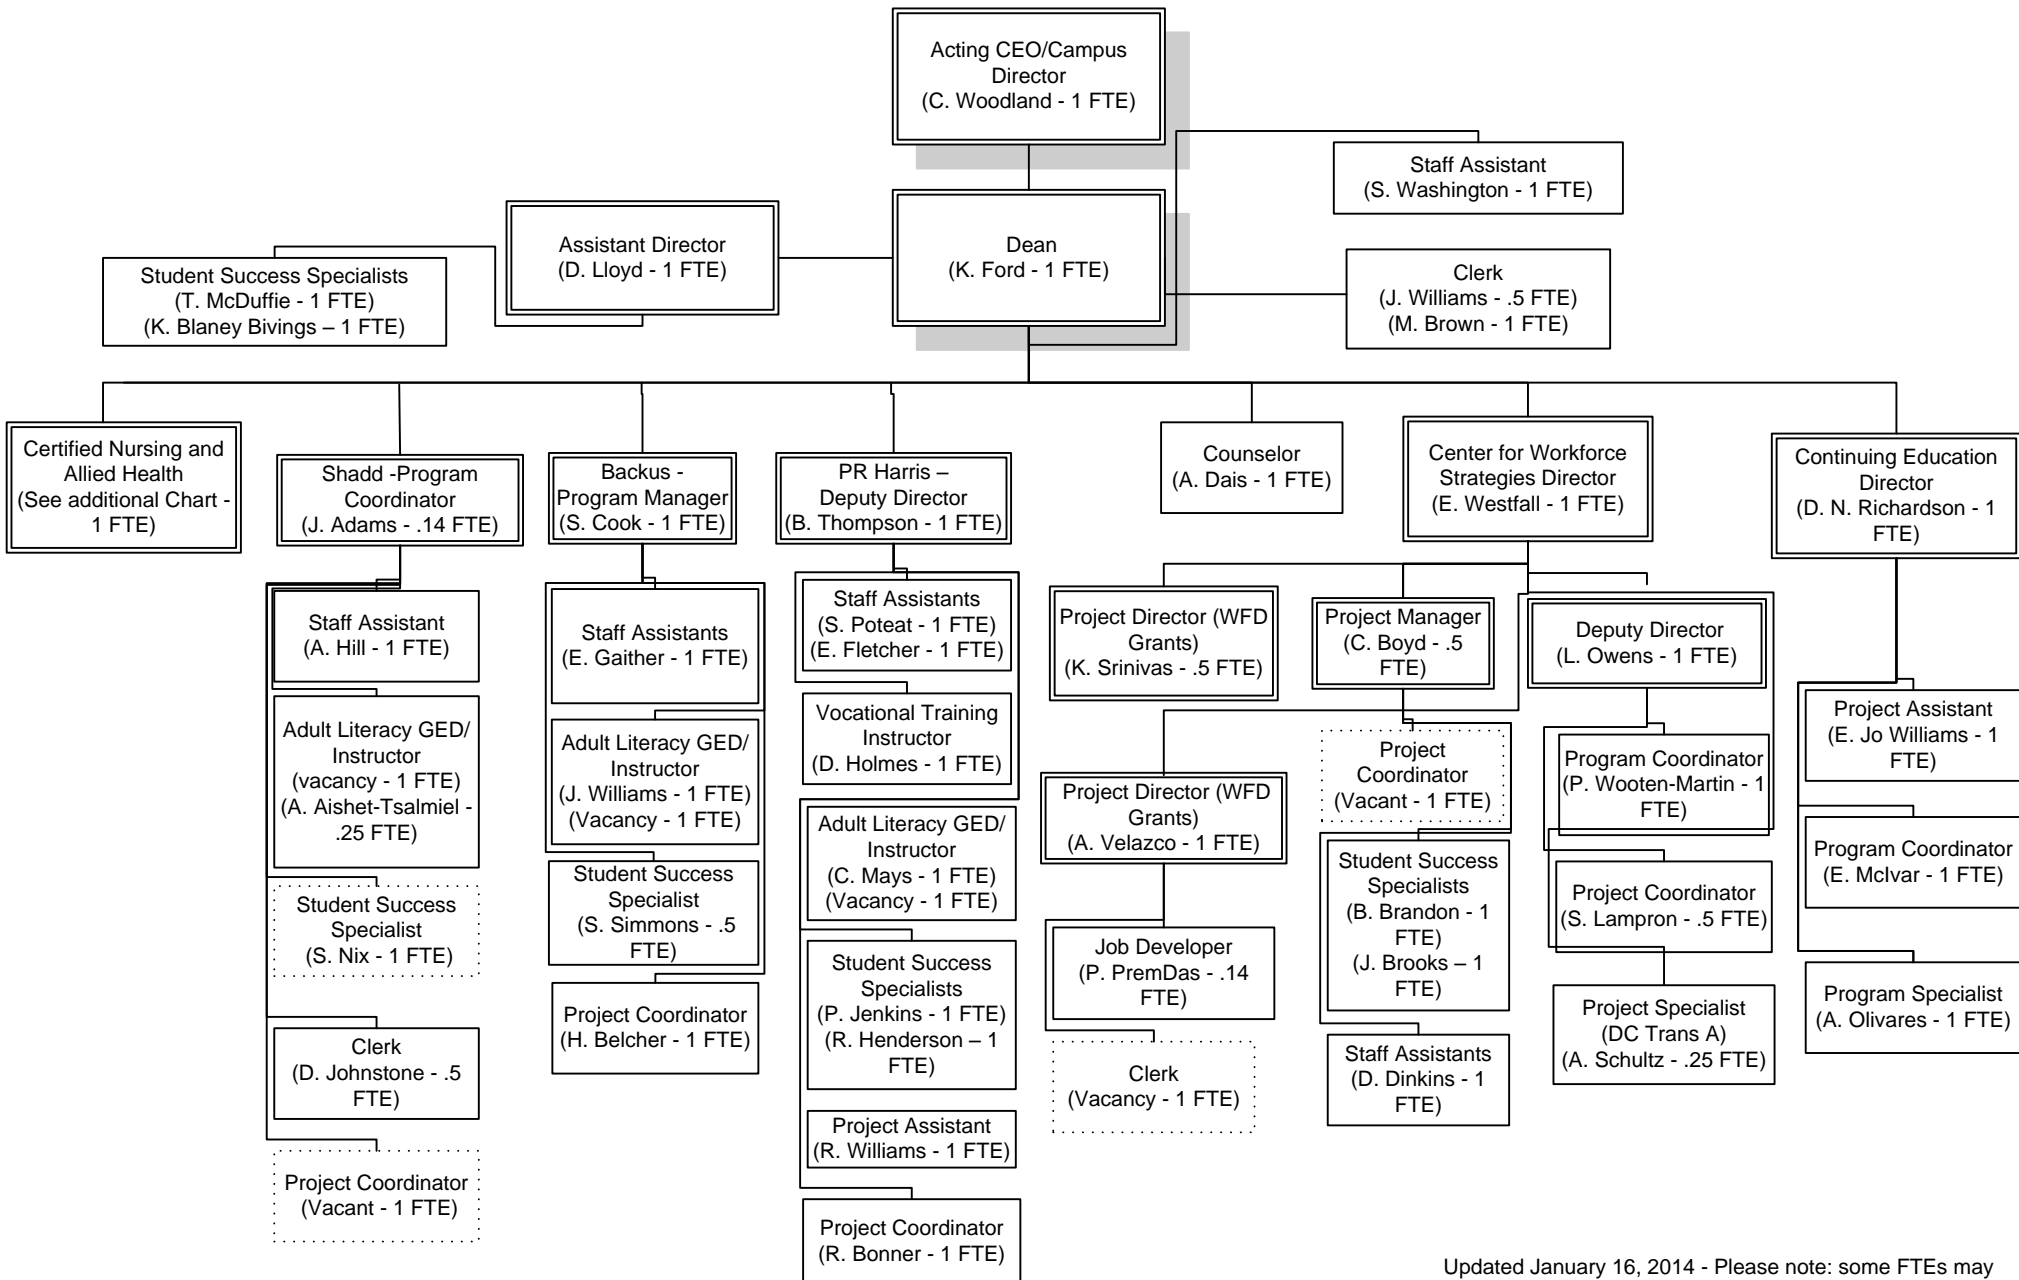 Acting CEO/Campus
Director
(C. Woodland - 1 FTE)
Staff Assistant
(S. Washington - 1 FTE)
Assistant Director
(D. Lloyd - 1 FTE)
Dean
(K. Ford - 1 FTE)
Student Success Specialists
(T. McDuffie - 1 FTE)
(K. Blaney Bivings – 1 FTE)
Clerk
(J. Williams - .5 FTE)
(M. Brown - 1 FTE)
Certified Nursing and
Allied Health
(See additional Chart -
1 FTE)
Shadd -Program
Coordinator
(J. Adams - .14 FTE)
Backus -
Program Manager
(S. Cook - 1 FTE)
PR Harris –
Deputy Director
(B. Thompson - 1 FTE)
Counselor
(A. Dais - 1 FTE)
Center for Workforce
Strategies Director
(E. Westfall - 1 FTE)
Continuing Education
Director
(D. N. Richardson - 1
FTE)
Staff Assistant
(A. Hill - 1 FTE)
Adult Literacy GED/
Instructor
(vacancy - 1 FTE)
(A. Aishet-Tsalmiel -
.25 FTE)
Student Success
Specialist
(S. Nix - 1 FTE)
Clerk
(D. Johnstone - .5
FTE)
Project Coordinator
(Vacant - 1 FTE)
Staff Assistants
(E. Gaither - 1 FTE)
Adult Literacy GED/
Instructor
(J. Williams - 1 FTE)
(Vacancy - 1 FTE)
Student Success
Specialist
(S. Simmons - .5
FTE)
Project Coordinator
(H. Belcher - 1 FTE)
Staff Assistants
(S. Poteat - 1 FTE)
(E. Fletcher - 1 FTE)
Vocational Training
Instructor
(D. Holmes - 1 FTE)
Adult Literacy GED/
Instructor
(C. Mays - 1 FTE)
(Vacancy - 1 FTE)
Student Success
Specialists
(P. Jenkins - 1 FTE)
(R. Henderson – 1
FTE)
Project Assistant
(R. Williams - 1 FTE)
Project Coordinator
(R. Bonner - 1 FTE)
Project Director (WFD
Grants)
(K. Srinivas - .5 FTE)
Project Director (WFD
Grants)
(A. Velazco - 1 FTE)
Job Developer
(P. PremDas - .14
FTE)
Clerk
(Vacancy - 1 FTE)
Project Manager
(C. Boyd - .5
FTE)
Project
Coordinator
(Vacant - 1 FTE)
Student Success
Specialists
(B. Brandon - 1
FTE)
(J. Brooks – 1
FTE)
Staff Assistants
(D. Dinkins - 1
FTE)
Deputy Director
(L. Owens - 1 FTE)
Program Coordinator
(P. Wooten-Martin - 1
FTE)
Project Coordinator
(S. Lampron - .5 FTE)
Project Specialist
(DC Trans A)
(A. Schultz - .25 FTE)
Project Assistant
(E. Jo Williams - 1
FTE)
Program Coordinator
(E. McIvar - 1 FTE)
Program Specialist
(A. Olivares - 1 FTE)
Updated January 16, 2014 - Please note: some FTEs may